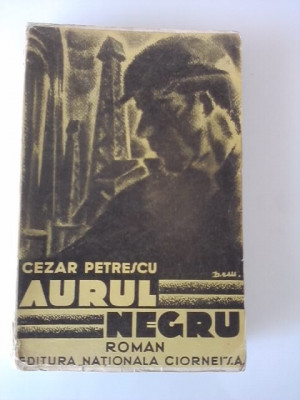 CEZAR PETRESCU
AURUL
NEGRU
ROMAN
EDITURA NATIONALA CIORNEI S.A.